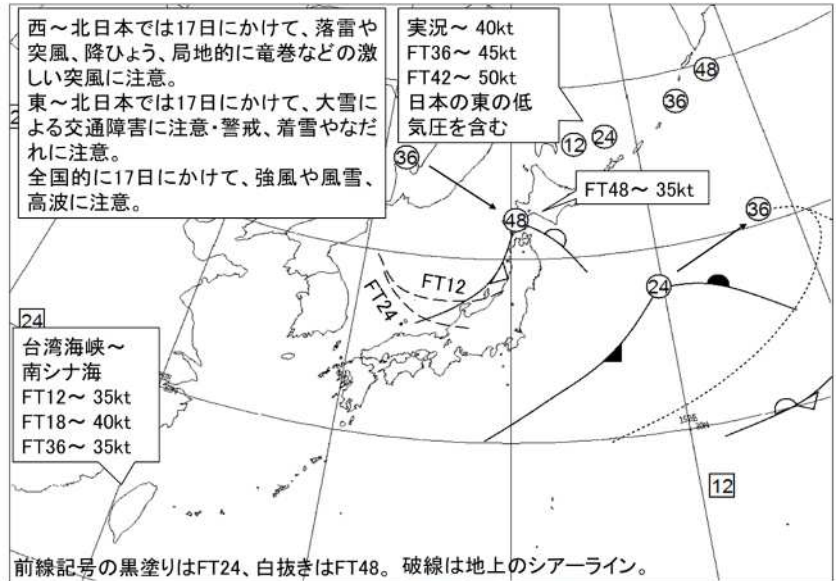 西～北日本では17日にかけて、落雷や
突風、降ひょう、局地的に竜巻などの激
しい突風に注意。
東～北日本では17日にかけて、大雪に
よる交通障害に注意・警戒、着雪やなだ
れに注意。
全国的に17日にかけて、強風や風雪、
高波に注意。
実況～ 40kt
FT36～ 45kt
FT42～ 50kt
日本の東の低
気圧を含む
48
36
12
24
36
FT48～ 35kt
48
36
24
FT12
FT24
24
台湾海峡～
南シナ海
FT12～ 35kt
FT18～ 40kt
FT36～ 35kt
150E
30N
12
前線記号の黒塗りはFT24、白抜きはFT48。 破線は地上のシアーライン。